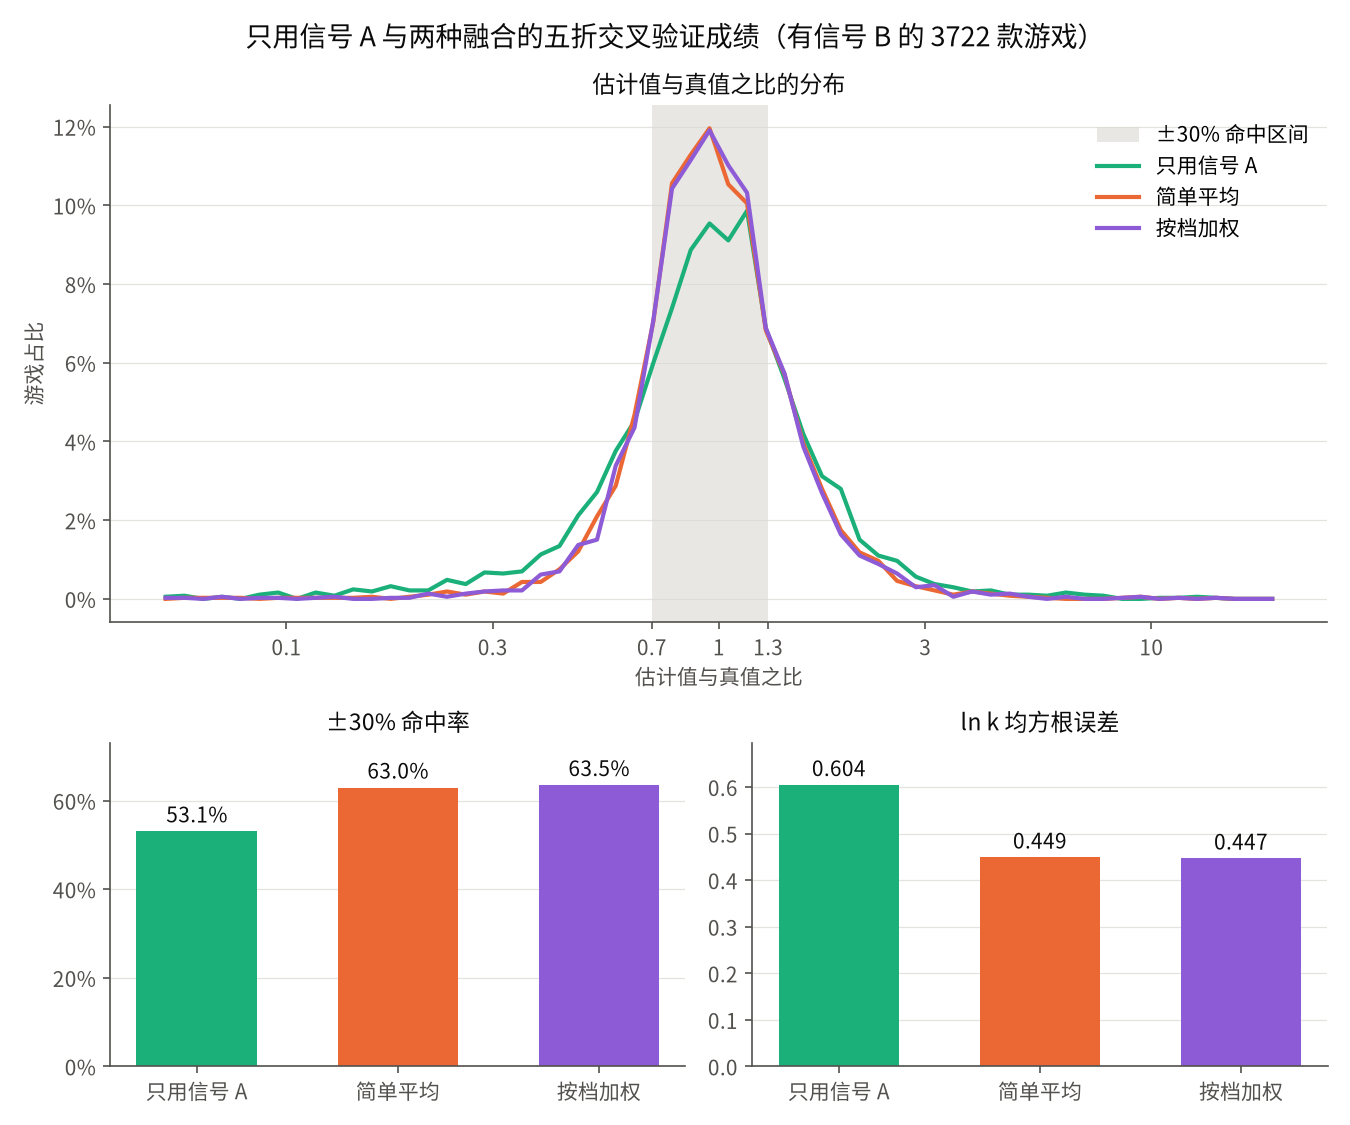 只用信号 A 与两种融合的五折交叉验证成绩（有信号 B 的 3722 款游戏）
估计值与真值之比的分布
12%
10%
8%
6%
4%
2%
0%
游戏占比
±30% 命中区间
只用信号 A
简单平均
按档加权
0.1
0.3
0.7
1
1.3
3
10
估计值与真值之比
±30% 命中率
60%
40%
20%
0%
53.1%
63.0%
63.5%
只用信号 A
简单平均
按档加权
ln k 均方根误差
0.6
0.5
0.4
0.3
0.2
0.1
0.0
0.604
0.449
0.447
只用信号 A
简单平均
按档加权